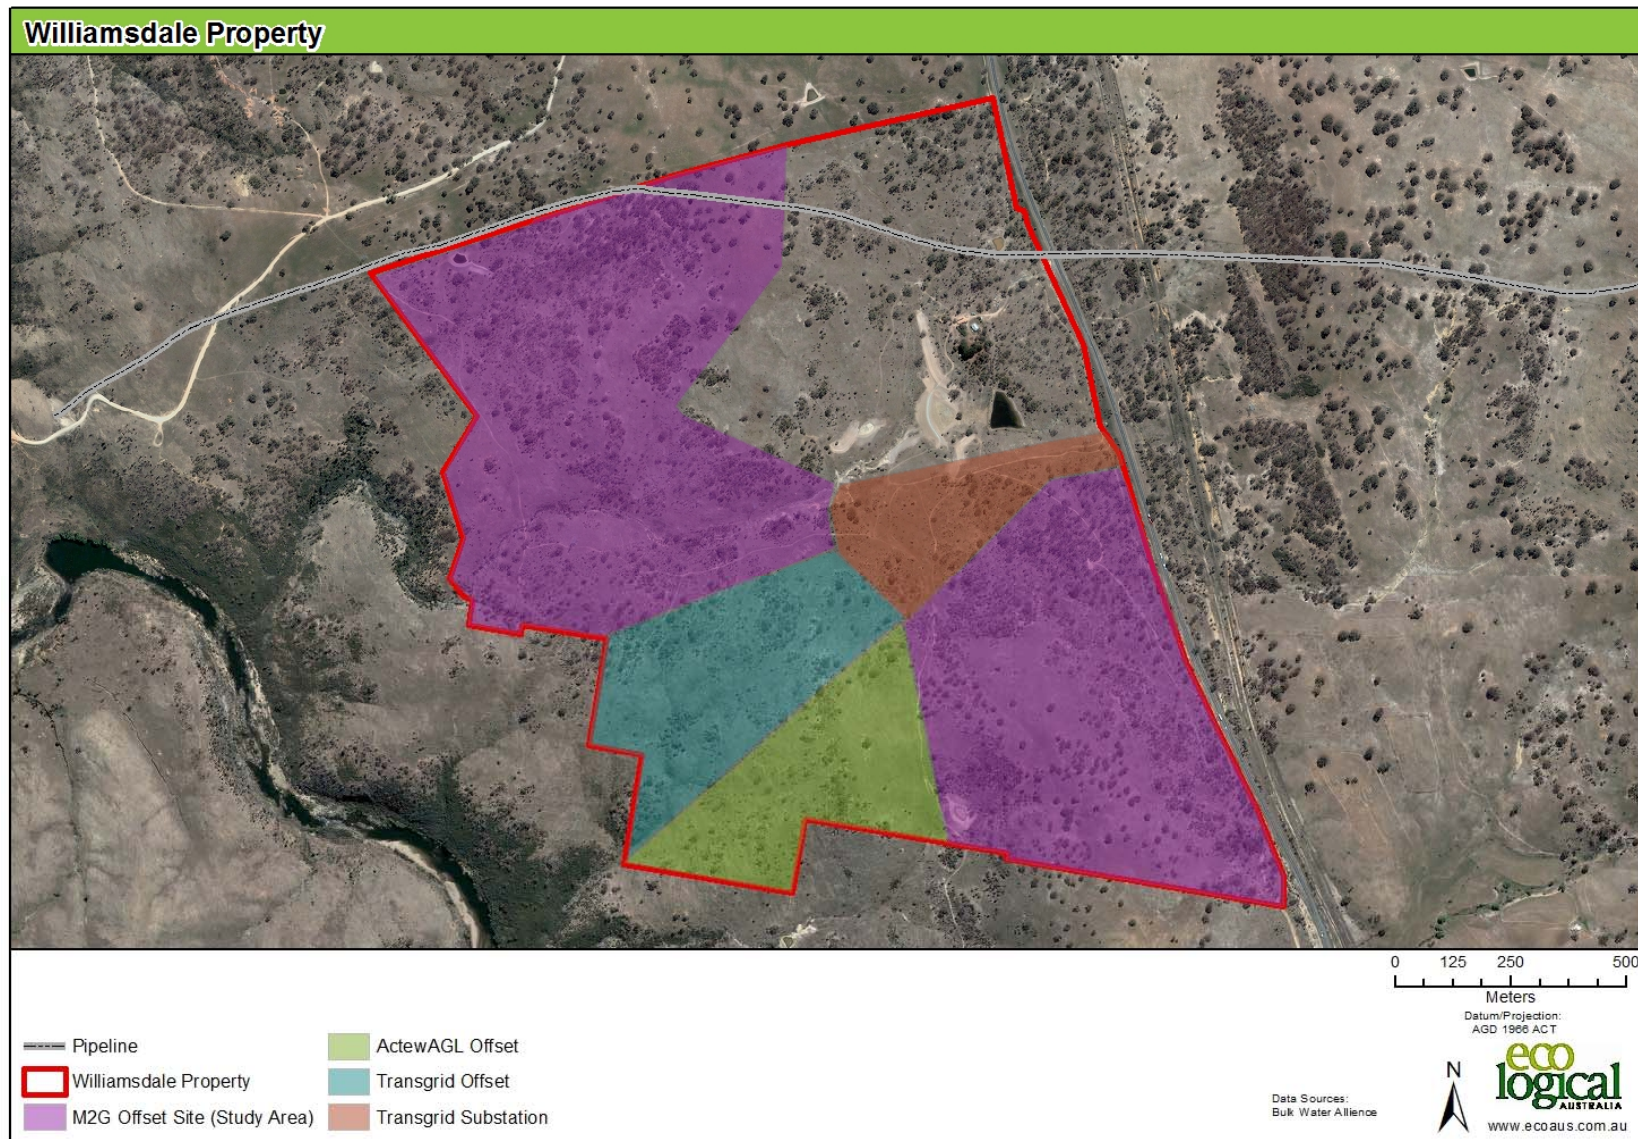 Williamsdale Property
0 125 250 500
Meters
Datum/Projection:
AGD 1966 ACT
Pipeline
Williamsdale Property
M2G Offset Site (Study Area)
ActewAGL Offset
Transgrid Offset
Transgrid Substation
Data Sources:
Bulk Water Allience
N
eco
logical
AUSTRALIA
www.ecoaus.com.au